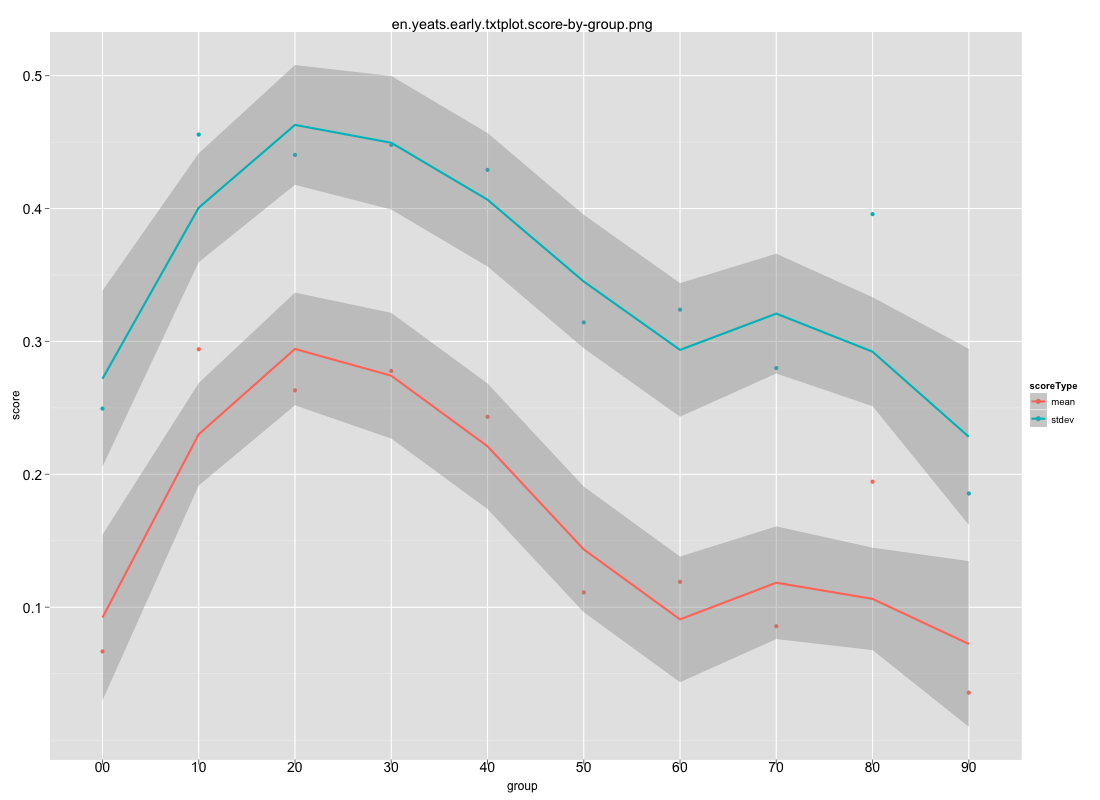 en.yeats.early.txtplot.score-by-group.png
0.5
0.4
0.3
0.2
0.1
score
00 10 20 30 40 50 60 70 80 90
group
scoreType
mean
stdev